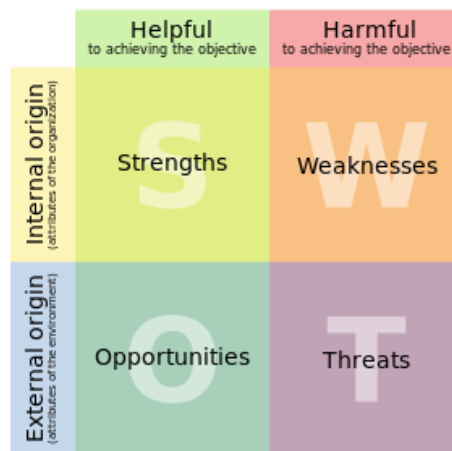 Helpful
to achieving the objective
Harmful
to achieving the objective
Internal origin
(attributes of the organization)
S
Strengths
W
Weaknesses
External origin
(attributes of the environment)
O
Opportunities
T
Threats